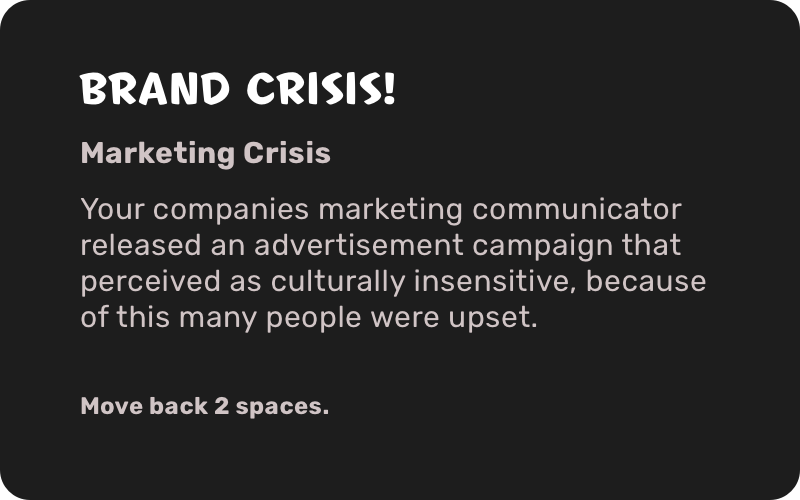 BRAND CRISIS!
Marketing Crisis
Your companies marketing communicator
released an advertisement campaign that
perceived as culturally insensitive, because
of this many people were upset.
Move back 2 spaces.